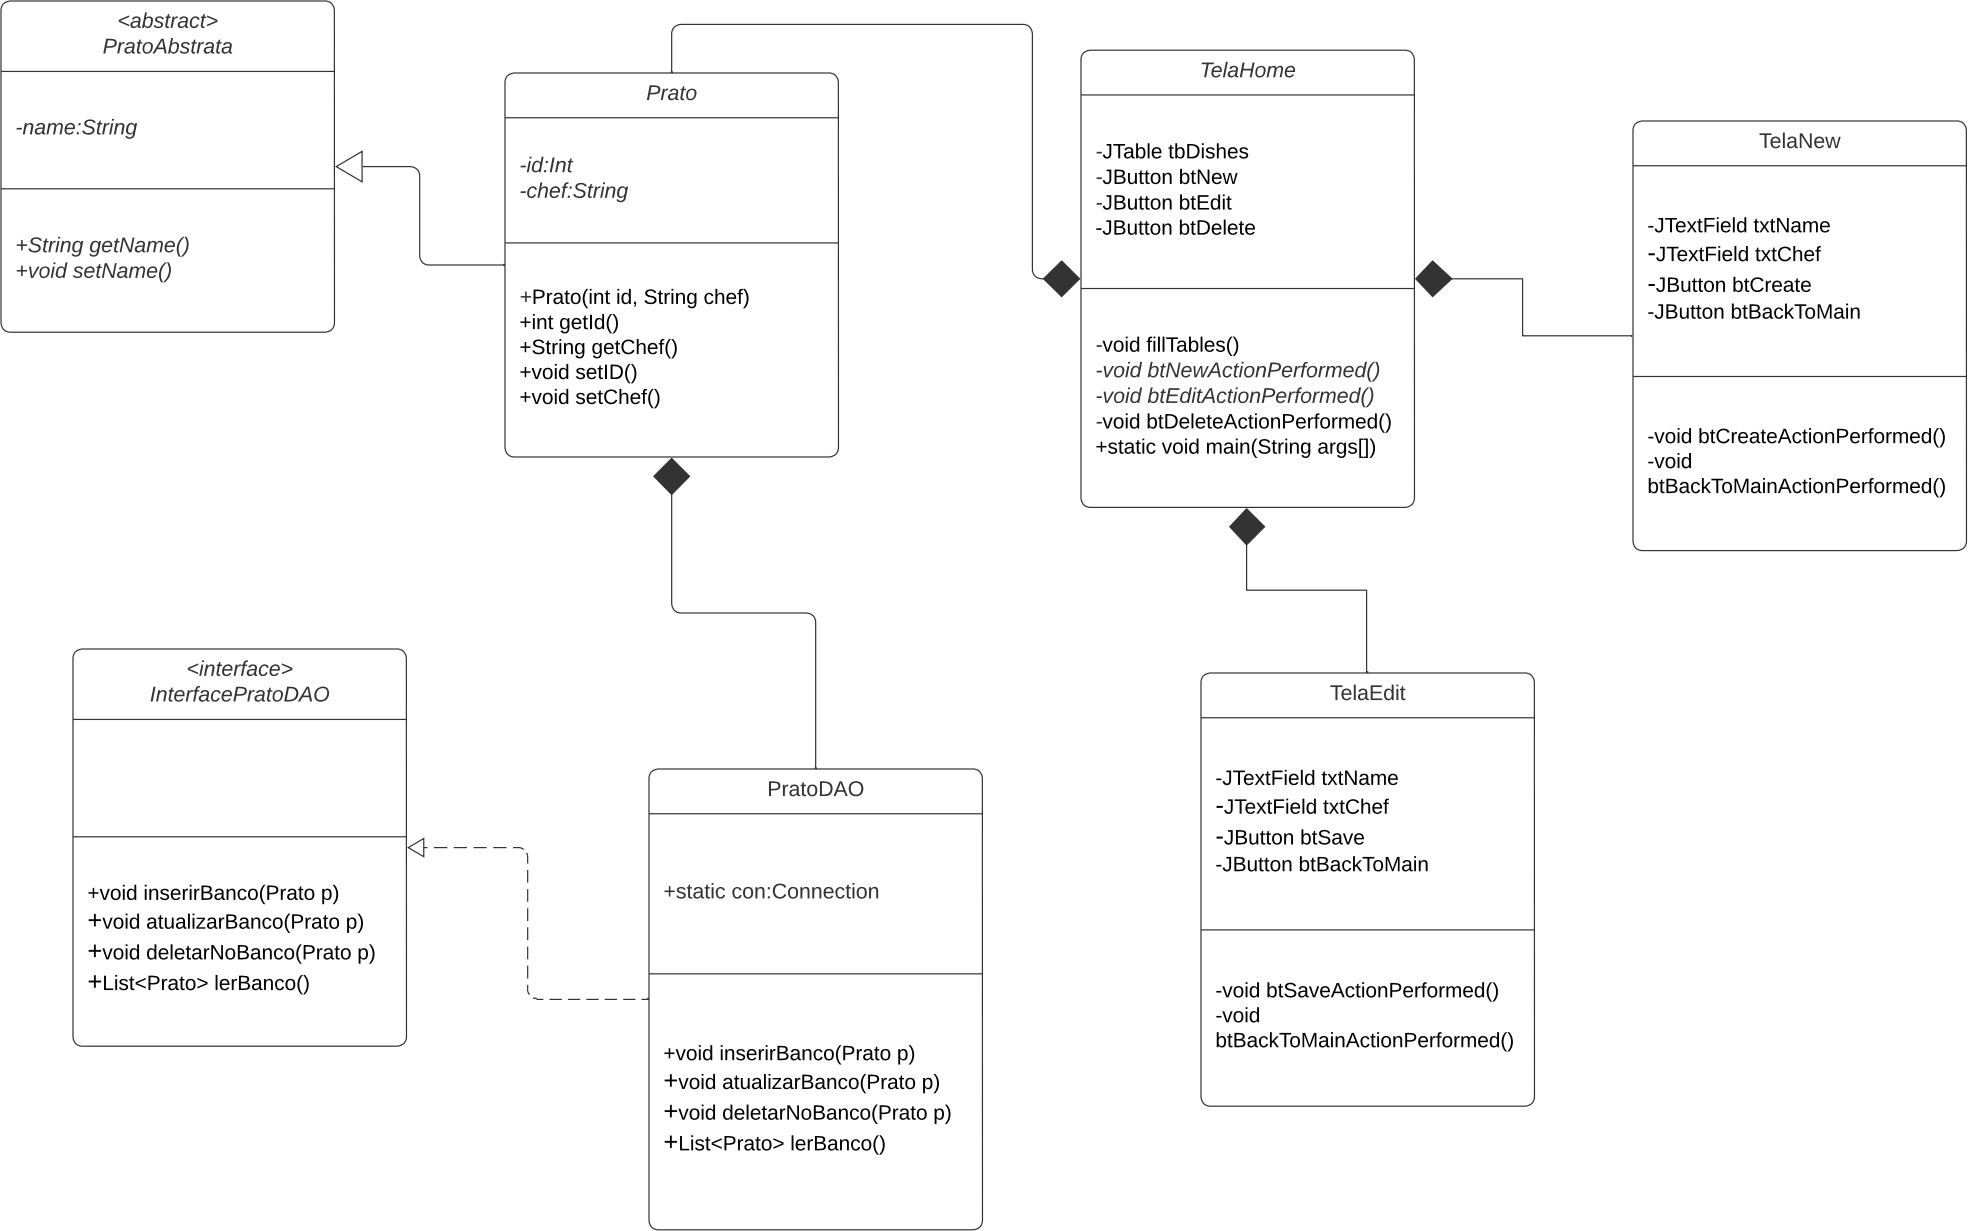 <abstract>
PratoAbstrata
-name:String
+String getName()
+void setName()
Prato
-id:Int
-chef:String
+Prato(int id, String chef)
+int getId()
+String getChef()
+void setID()
+void setChef()
TelaHome
-JTable tbDishes
-JButton btNew
-JButton btEdit
-JButton btDelete
-void fillTables()
-void btNewActionPerformed()
-void btEditActionPerformed()
-void btDeleteActionPerformed()
+static void main(String args[])
TelaNew
-JTextField txtName
-JTextField txtChef
-JButton btCreate
-JButton btBackToMain
-void btCreateActionPerformed()
-void
btBackToMainActionPerformed()
<interface>
InterfacePratoDAO
+void inserirBanco(Prato p)
+void atualizarBanco(Prato p)
+void deletarNoBanco(Prato p)
+List<Prato> lerBanco()
PratoDAO
+static con:Connection
+void inserirBanco(Prato p)
+void atualizarBanco(Prato p)
+void deletarNoBanco(Prato p)
+List<Prato> lerBanco()
TelaEdit
-JTextField txtName
-JTextField txtChef
-JButton btSave
-JButton btBackToMain
-void btSaveActionPerformed()
-void
btBackToMainActionPerformed()